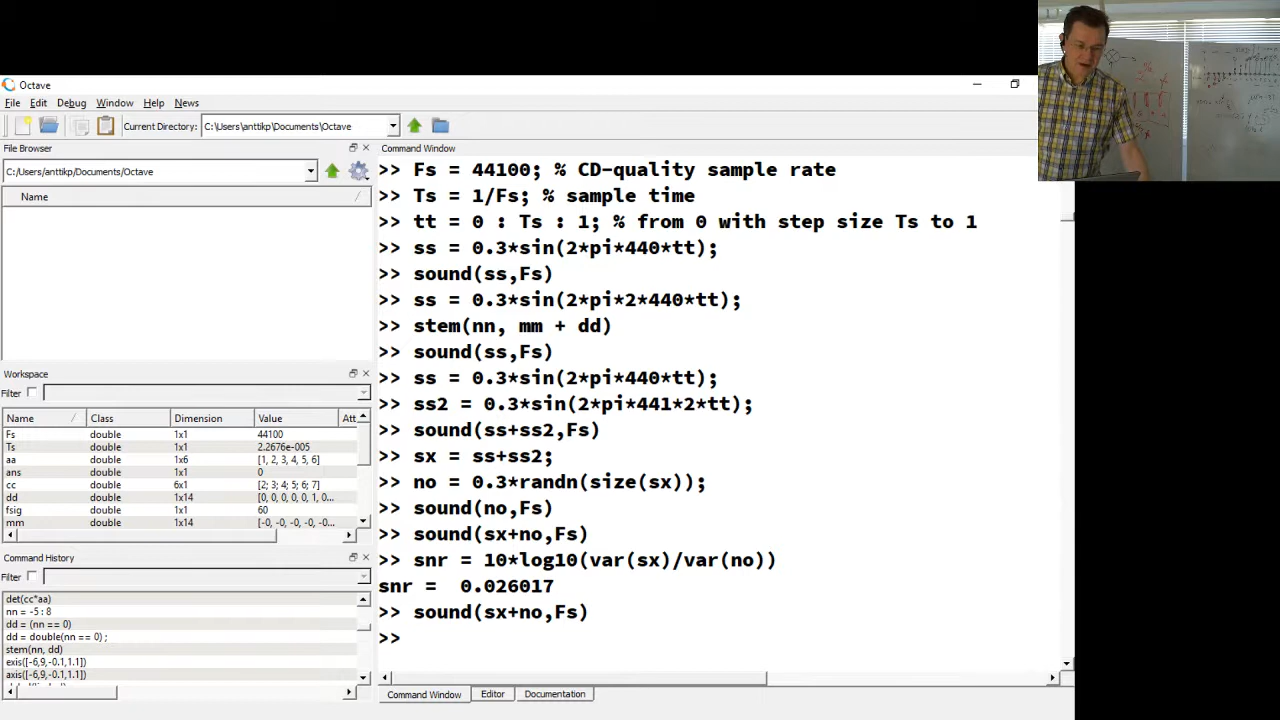 Octave
File Edit Debug Window Help News
Current Directory: C:\Users\anttikp\Documents\Octave
File Browser
C:/Users/anttikp/Documents/Octave
Name
Workspace
Filter
Name Class Dimension Value Att
Fs double 1x1 44100
Ts double 1x1 2.2676e-005
aa double 1x6 [1, 2, 3, 4, 5, 6]
ans double 1x1 0
cc double 6x1 [2; 3; 4; 5; 6; 7]
dd double 1x14 [0, 0, 0, 0, 0, 1, 0...
fsig double 1x1 60
mm double 1x14 [-0, -0, -0, -0, -0...
Command History
Filter
det(cc*aa)
nn = -5 : 8
dd = (nn == 0)
dd = double(nn == 0) ;
stem(nn, dd)
exis([-6,9,-0.1,1.1])
axis([-6,9,-0.1,1.1])
Command Window
>> Fs = 44100; % CD-quality sample rate
>> Ts = 1/Fs; % sample time
>> tt = 0 : Ts : 1; % from 0 with step size Ts to 1
>> ss = 0.3*sin(2*pi*440*tt);
>> sound(ss,Fs)
>> ss = 0.3*sin(2*pi*2*440*tt);
>> stem(nn, mm + dd)
>> sound(ss,Fs)
>> ss = 0.3*sin(2*pi*440*tt);
>> ss2 = 0.3*sin(2*pi*441*2*tt);
>> sound(ss+ss2,Fs)
>> sx = ss+ss2;
>> no = 0.3*randn(size(sx));
>> sound(no,Fs)
>> sound(sx+no,Fs)
>> snr = 10*log10(var(sx)/var(no))
snr = 0.026017
>> sound(sx+no,Fs)
>>
Command Window Editor Documentation